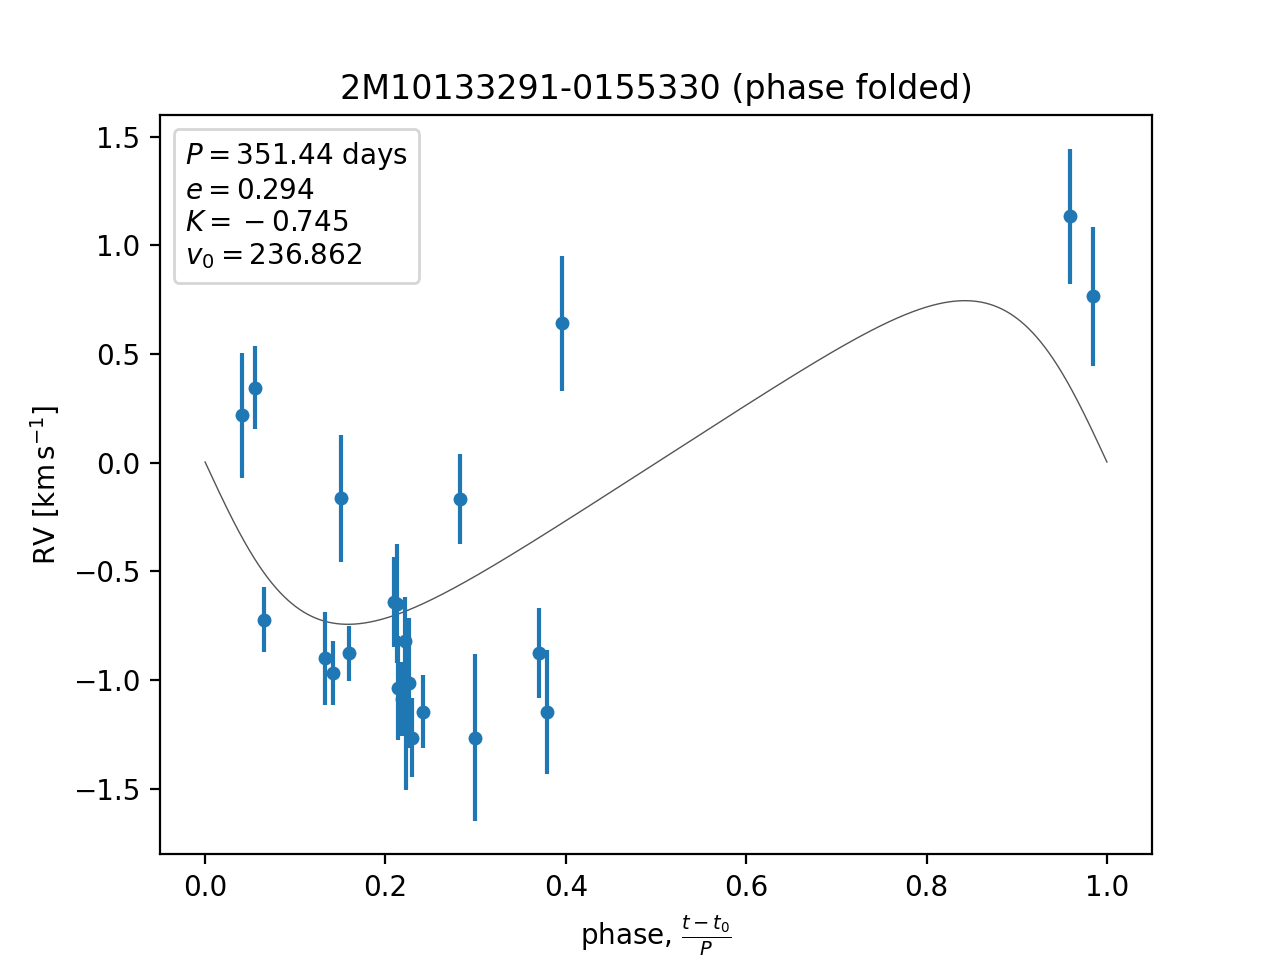 2M10133291-0155330 (phase folded)
P = 351.44 days
e = 0.294
K = −0.745
v₀ = 236.862
1.5
1.0
0.5
0.0
−0.5
−1.0
−1.5
RV [km s⁻¹]
0.0 0.2 0.4 0.6 0.8 1.0
phase, (t − t₀)/P